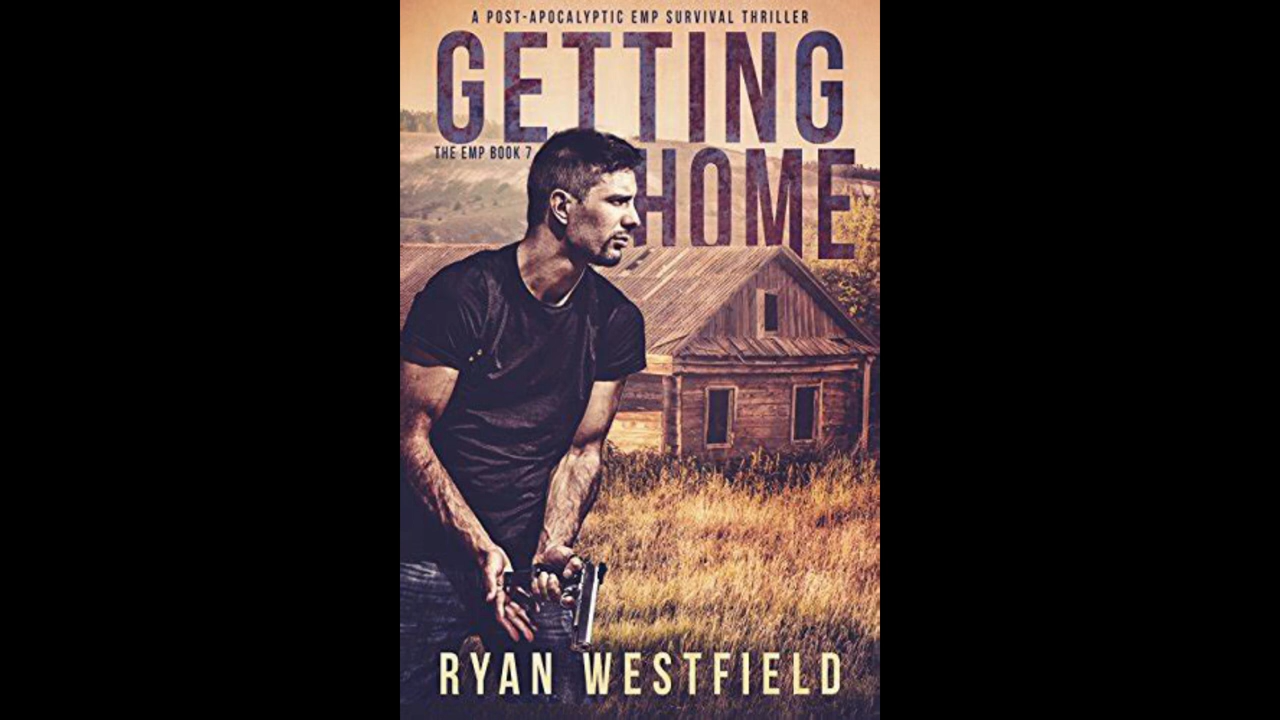 A POST-APOCALYPTIC EMP SURVIVAL THRILLER
GETTING
THE EMP BOOK 7
HOME
RYAN WESTFIELD